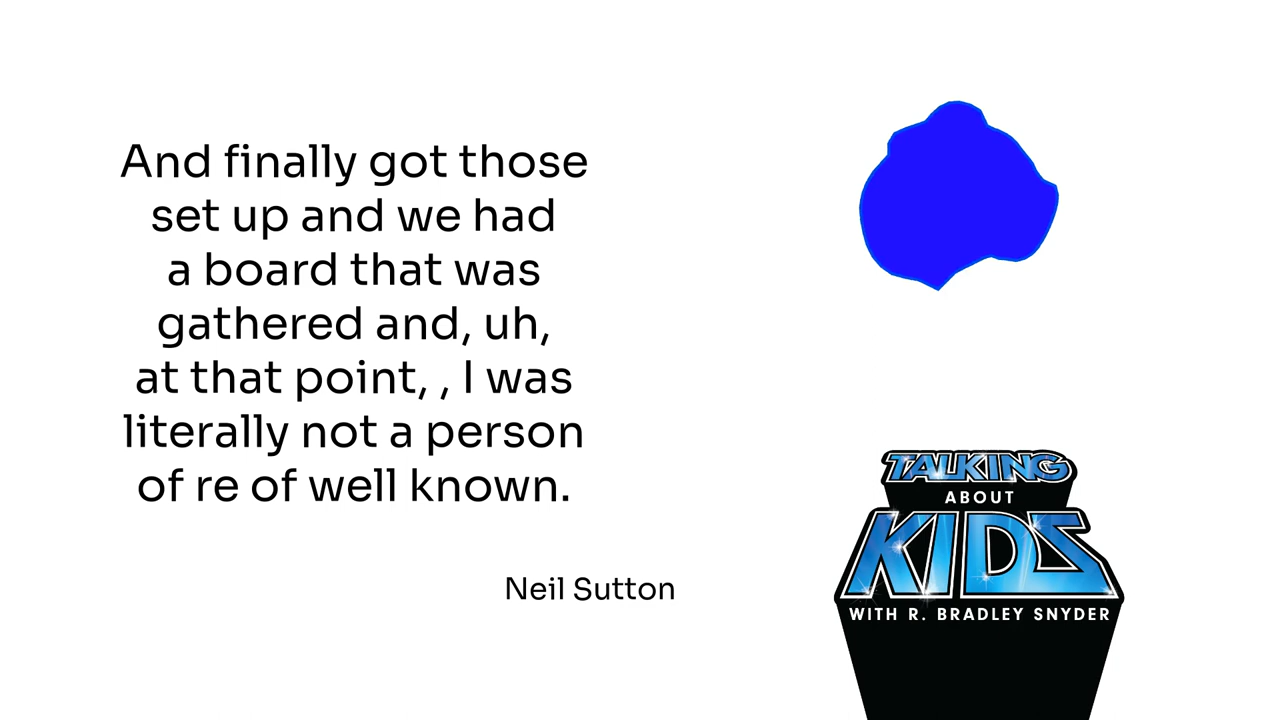 And finally got those
set up and we had
a board that was
gathered and, uh,
at that point, , I was
literally not a person
of re of well known.
Neil Sutton
TALKING
ABOUT
KIDS
WITH R. BRADLEY SNYDER